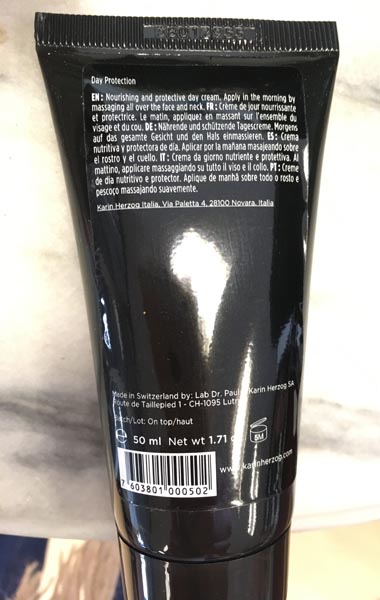 Day Protection
EN : Nourishing and protective day cream. Apply in the morning by
massaging all over the face and neck. FR : Crème de jour nourrissante
et protectrice. Le matin, appliquez en massant sur l'ensemble du
visage et du cou. DE : Nährende und schützende Tagescreme. Morgens
auf das gesamte Gesicht und den Hals einmassieren. ES : Crema
nutritiva y protectora de día. Aplicar por la mañana masajeando sobre
el rostro y el cuello. IT : Crema da giorno nutriente e protettiva. Al
mattino, applicare massaggiando su tutto il viso e il collo. PT : Creme
de dia nutritivo e protector. Aplique de manhã sobre todo o rosto e
pescoço massajando suavemente.
Karin Herzog Italia, Via Paletta 4, 28100 Novara, Italia
Made in Switzerland by: Lab Dr. Paul Karin Herzog SA
Route de Taillepied 1 - CH-1095 Lutry
Batch/Lot: On top/haut
e 50 ml Net wt 1.71
6M
www.karinherzog.com
7 603801 000502